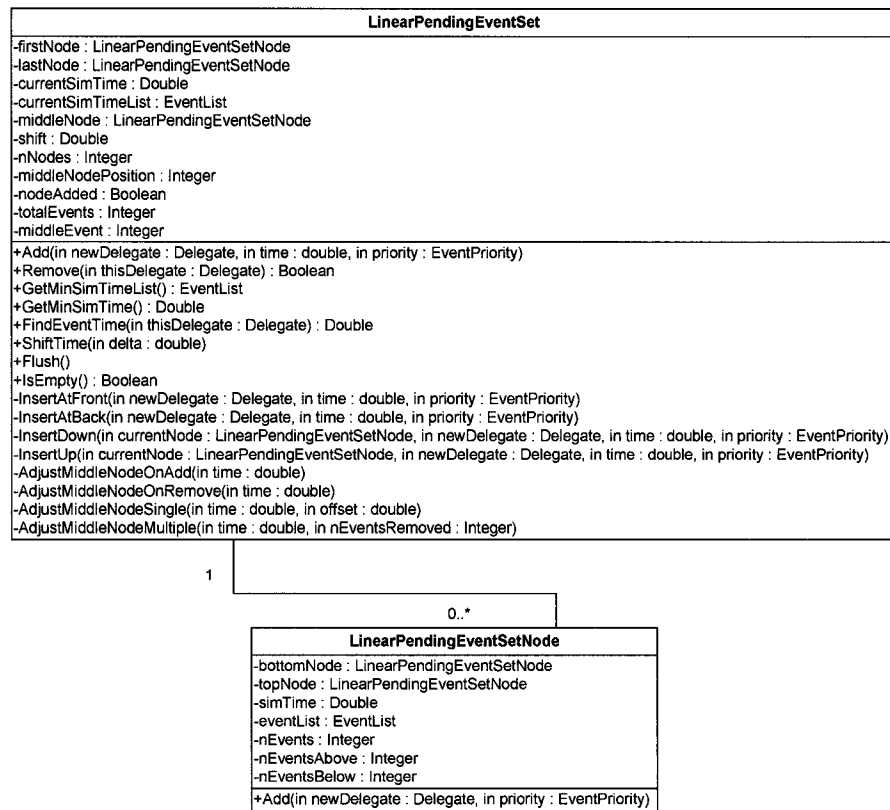 LinearPendingEventSet
-firstNode : LinearPendingEventSetNode
-lastNode : LinearPendingEventSetNode
-currentSimTime : Double
-currentSimTimeList : EventList
-middleNode : LinearPendingEventSetNode
-shift : Double
-nNodes : Integer
-middleNodePosition : Integer
-nodeAdded : Boolean
-totalEvents : Integer
-middleEvent : Integer
+Add(in newDelegate : Delegate, in time : double, in priority : EventPriority)
+Remove(in thisDelegate : Delegate) : Boolean
+GetMinSimTimeList() : EventList
+GetMinSimTime() : Double
+FindEventTime(in thisDelegate : Delegate) : Double
+ShiftTime(in delta : double)
+Flush()
+IsEmpty() : Boolean
-InsertAtFront(in newDelegate : Delegate, in time : double, in priority : EventPriority)
-InsertAtBack(in newDelegate : Delegate, in time : double, in priority : EventPriority)
-InsertDown(in currentNode : LinearPendingEventSetNode, in newDelegate : Delegate, in time : double, in priority : EventPriority)
-InsertUp(in currentNode : LinearPendingEventSetNode, in newDelegate : Delegate, in time : double, in priority : EventPriority)
-AdjustMiddleNodeOnAdd(in time : double)
-AdjustMiddleNodeOnRemove(in time : double)
-AdjustMiddleNodeSingle(in time : double, in offset : double)
-AdjustMiddleNodeMultiple(in time : double, in nEventsRemoved : Integer)
1
0..*
LinearPendingEventSetNode
-bottomNode : LinearPendingEventSetNode
-topNode : LinearPendingEventSetNode
-simTime : Double
-eventList : EventList
-nEvents : Integer
-nEventsAbove : Integer
-nEventsBelow : Integer
+Add(in newDelegate : Delegate, in priority : EventPriority)